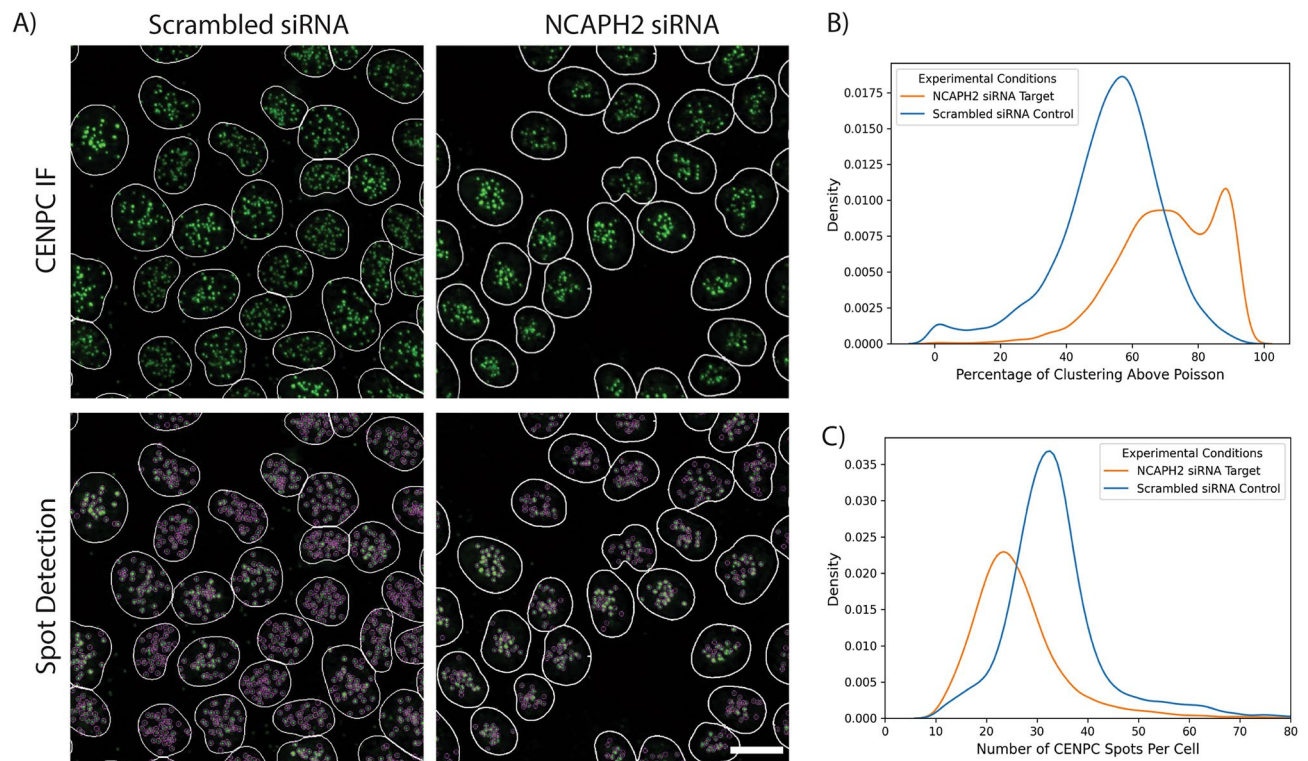 A)
Scrambled siRNA
NCAPH2 siRNA
CENPC IF
Spot Detection
B)
Experimental Conditions
NCAPH2 siRNA Target
Scrambled siRNA Control
Density
0.0175
0.0150
0.0125
0.0100
0.0075
0.0050
0.0025
0.0000
0 20 40 60 80 100
Percentage of Clustering Above Poisson
C)
Experimental Conditions
NCAPH2 siRNA Target
Scrambled siRNA Control
Density
0.035
0.030
0.025
0.020
0.015
0.010
0.005
0.000
0 10 20 30 40 50 60 70 80
Number of CENPC Spots Per Cell